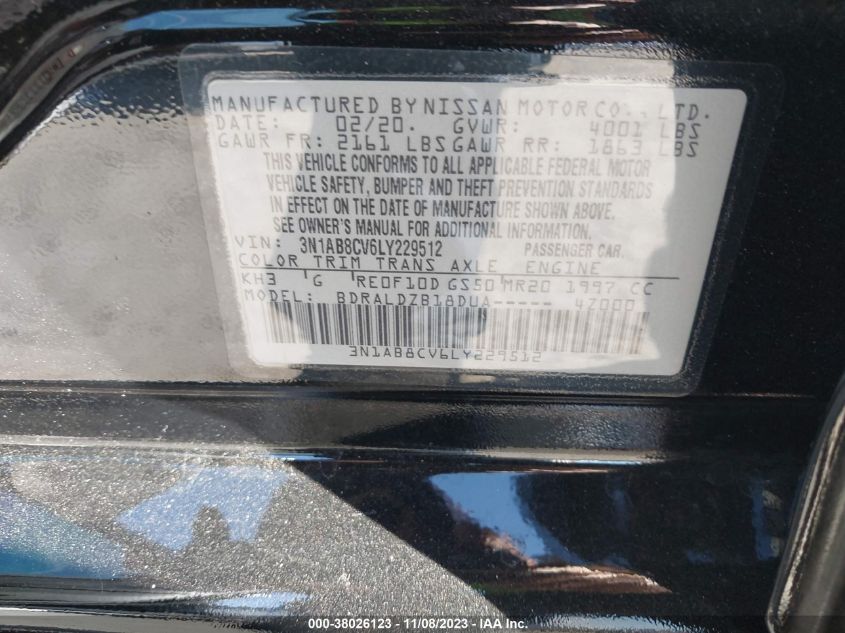 MANUFACTURED BY NISSAN MOTOR CO., LTD.
DATE: 02/20. GVWR: 4001 LBS
GAWR FR: 2161 LBS GAWR RR: 1863 LBS
THIS VEHICLE CONFORMS TO ALL APPLICABLE FEDERAL MOTOR
VEHICLE SAFETY, BUMPER AND THEFT PREVENTION STANDARDS
IN EFFECT ON THE DATE OF MANUFACTURE SHOWN ABOVE.
SEE OWNER'S MANUAL FOR ADDITIONAL INFORMATION.
VIN: 3N1AB8CV6LY229512 PASSENGER CAR.
COLOR TRIM TRANS AXLE ENGINE
KH3 G RE0F10D GS50 MR20 1997 CC
MODEL: BDRALDZB18DUA----- 47000
3N1AB8CV6LY229512
000-38026123 - 11/08/2023 - IAA Inc.